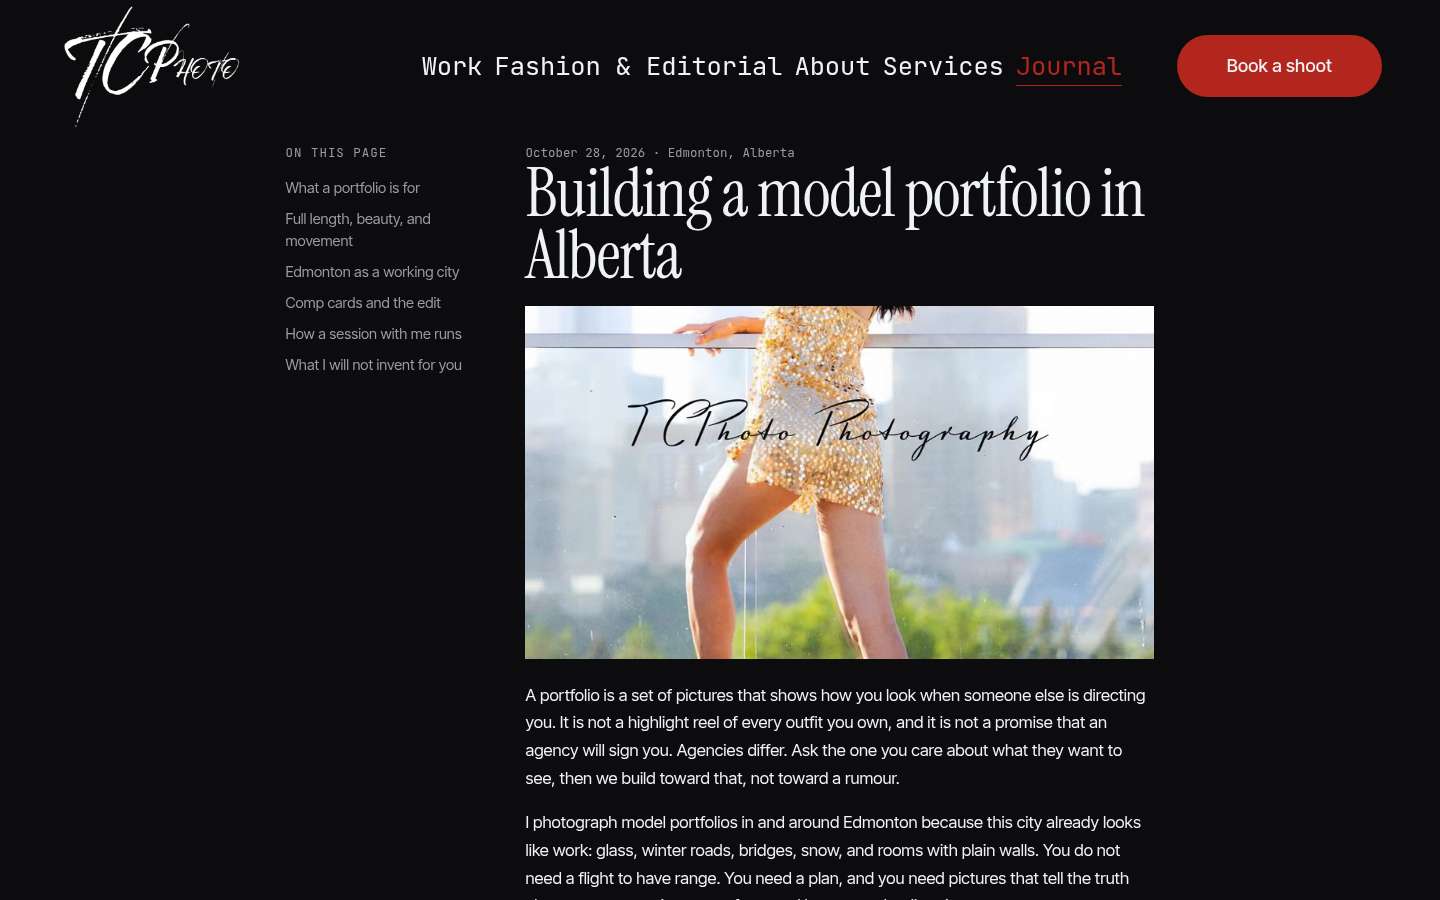 TCPHOTO
Work Fashion & Editorial About Services Journal
Book a shoot
ON THIS PAGE
What a portfolio is for
Full length, beauty, and
movement
Edmonton as a working city
Comp cards and the edit
How a session with me runs
What I will not invent for you
October 28, 2026 · Edmonton, Alberta
Building a model portfolio in
Alberta
TCPhoto Photography
A portfolio is a set of pictures that shows how you look when someone else is directing
you. It is not a highlight reel of every outfit you own, and it is not a promise that an
agency will sign you. Agencies differ. Ask the one you care about what they want to
see, then we build toward that, not toward a rumour.
I photograph model portfolios in and around Edmonton because this city already looks
like work: glass, winter roads, bridges, snow, and rooms with plain walls. You do not
need a flight to have range. You need a plan, and you need pictures that tell the truth